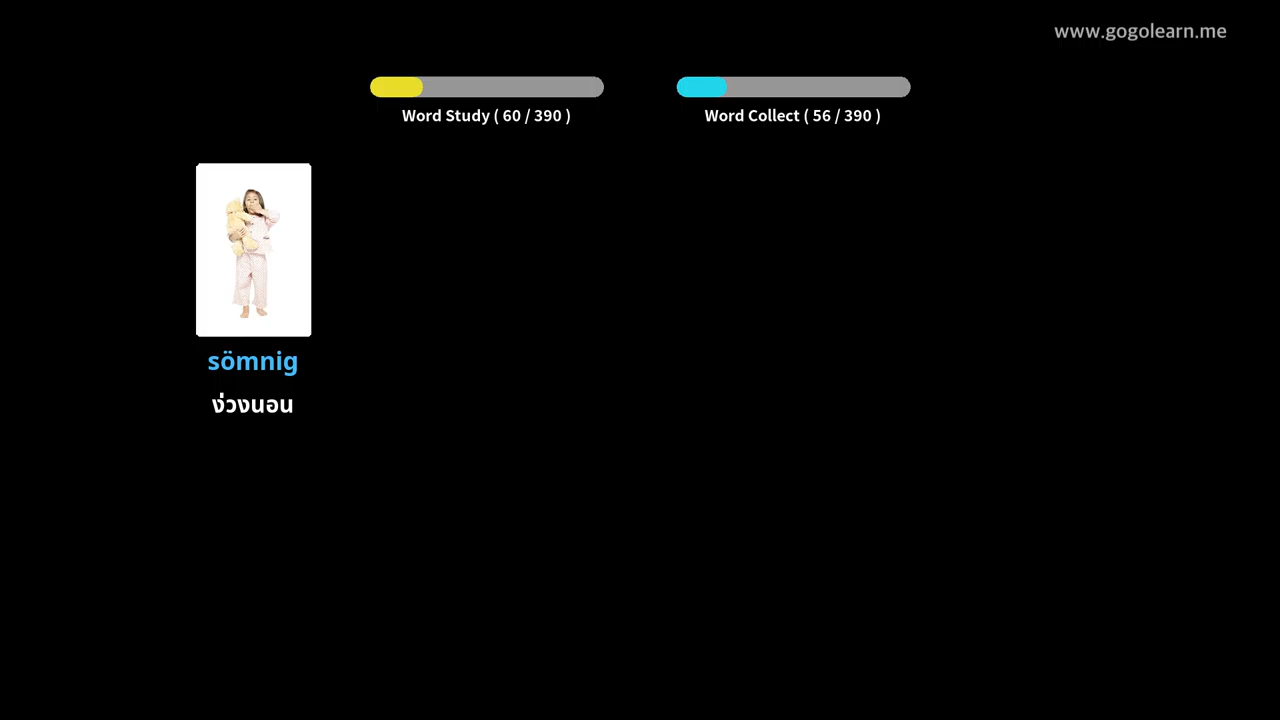 www.gogolearn.me
Word Study ( 60 / 390 )
Word Collect ( 56 / 390 )
sömnig
ง่วงนอน